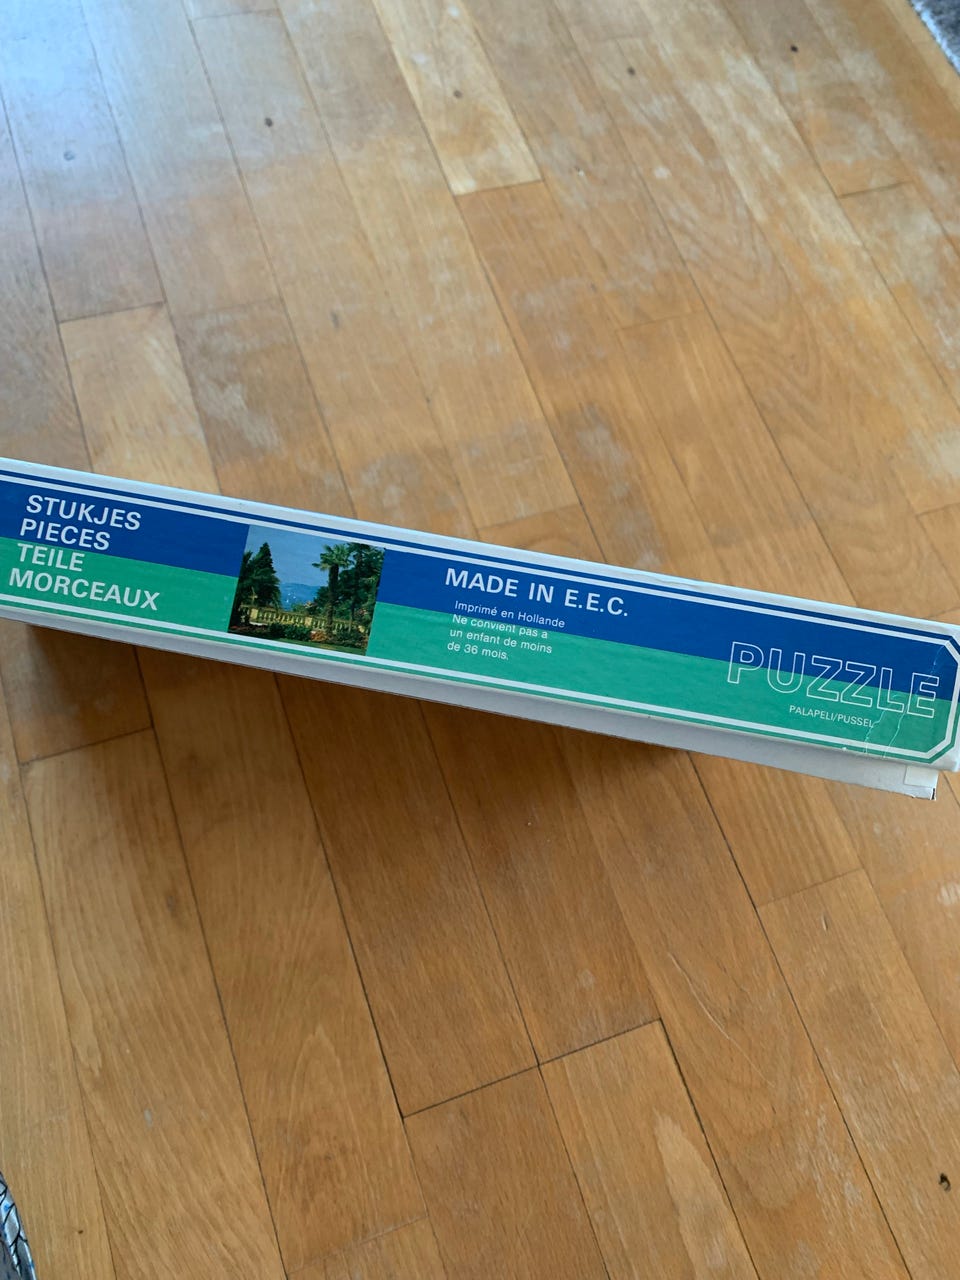 STUKJES
PIECES
TEILE
MORCEAUX
MADE IN E.E.C.
Imprimé en Hollande
Ne convient pas a
un enfant de moins
de 36 mois.
PUZZLE
PALAPELI/PUSSEL